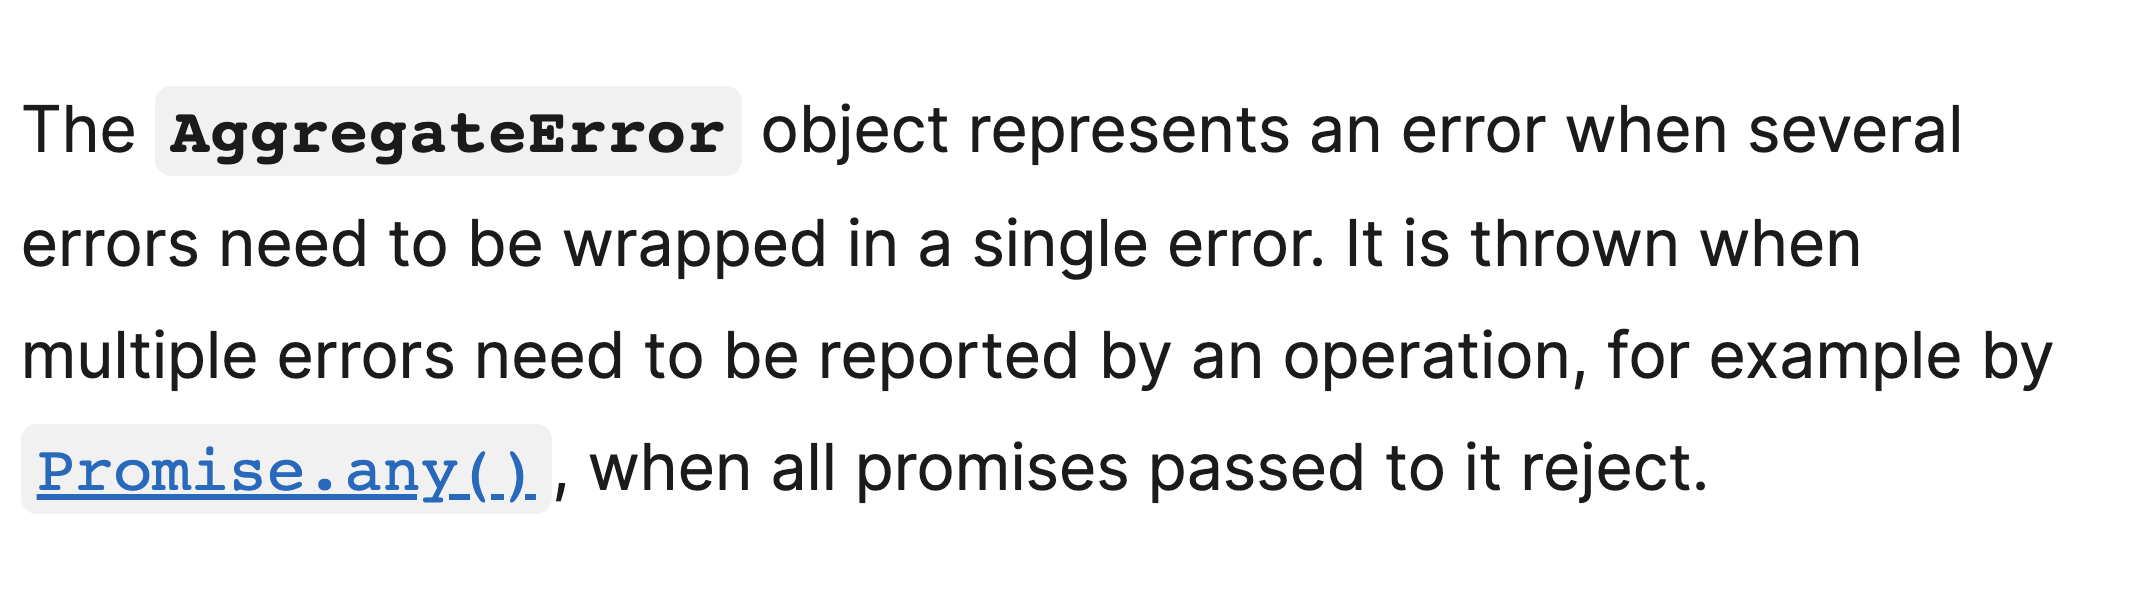 The AggregateError object represents an error when several
errors need to be wrapped in a single error. It is thrown when
multiple errors need to be reported by an operation, for example by
Promise.any(), when all promises passed to it reject.